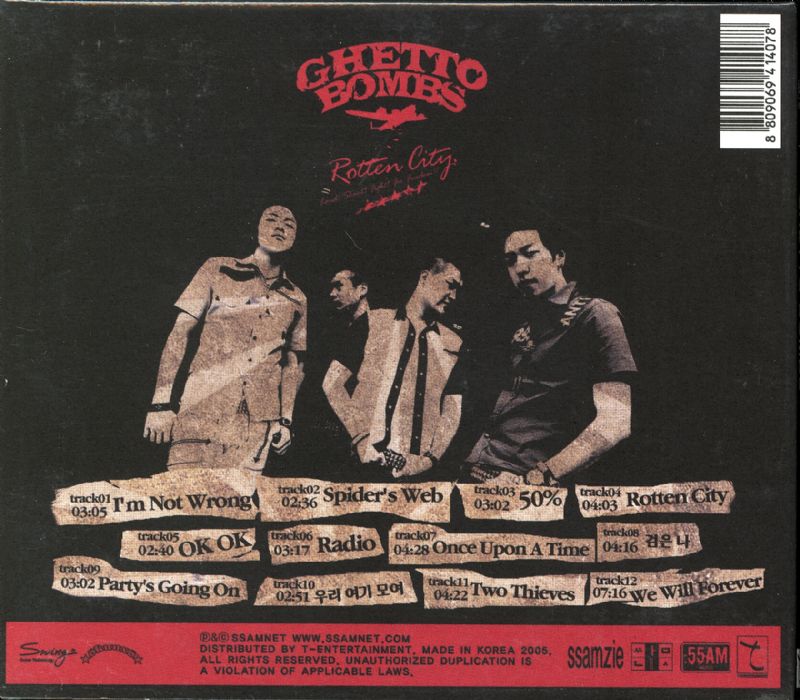 GHETTO
BOMBS
Rotten City
8 809069 414078
track01
03:05 I'm Not Wrong
track02
02:36 Spider's Web
track03
03:02 50%
track04
04:03 Rotten City
track05
02:40 OK OK
track06
03:17 Radio
track07
04:28 Once Upon A Time
track08
04:16 검은 나
track09
03:02 Party's Going On
track10
02:51 우리 여기 모여
track11
04:22 Two Thieves
track12
07:16 We Will Forever
Ⓟ&© SSAMNET WWW.SSAMNET.COM
DISTRIBUTED BY T-ENTERTAINMENT. MADE IN KOREA 2005.
ALL RIGHTS RESERVED. UNAUTHORIZED DUPLICATION IS
A VIOLATION OF APPLICABLE LAWS.
ssamzie
.55AM